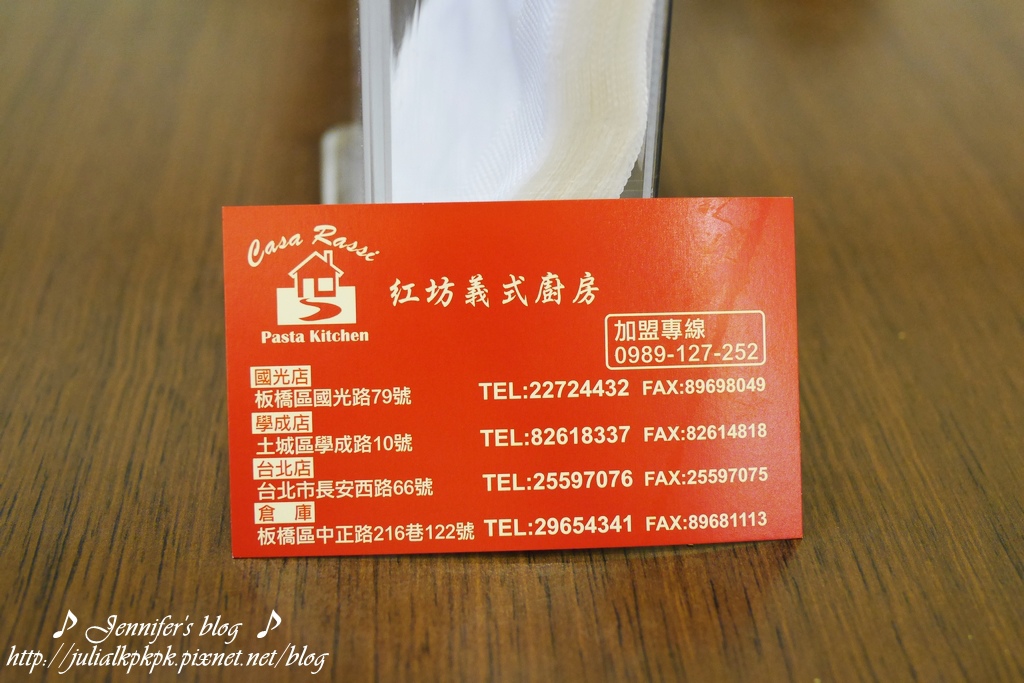 Casa Rassi
Pasta Kitchen
紅坊義式廚房
加盟專線
0989-127-252
國光店
板橋區國光路79號 TEL:22724432 FAX:89698049
學成店
土城區學成路10號 TEL:82618337 FAX:82614818
台北店
台北市長安西路66號 TEL:25597076 FAX:25597075
倉 庫
板橋區中正路216巷122號 TEL:29654341 FAX:89681113
♪ Jennifer's blog ♪
http://julialkpkpk.pixnet.net/blog